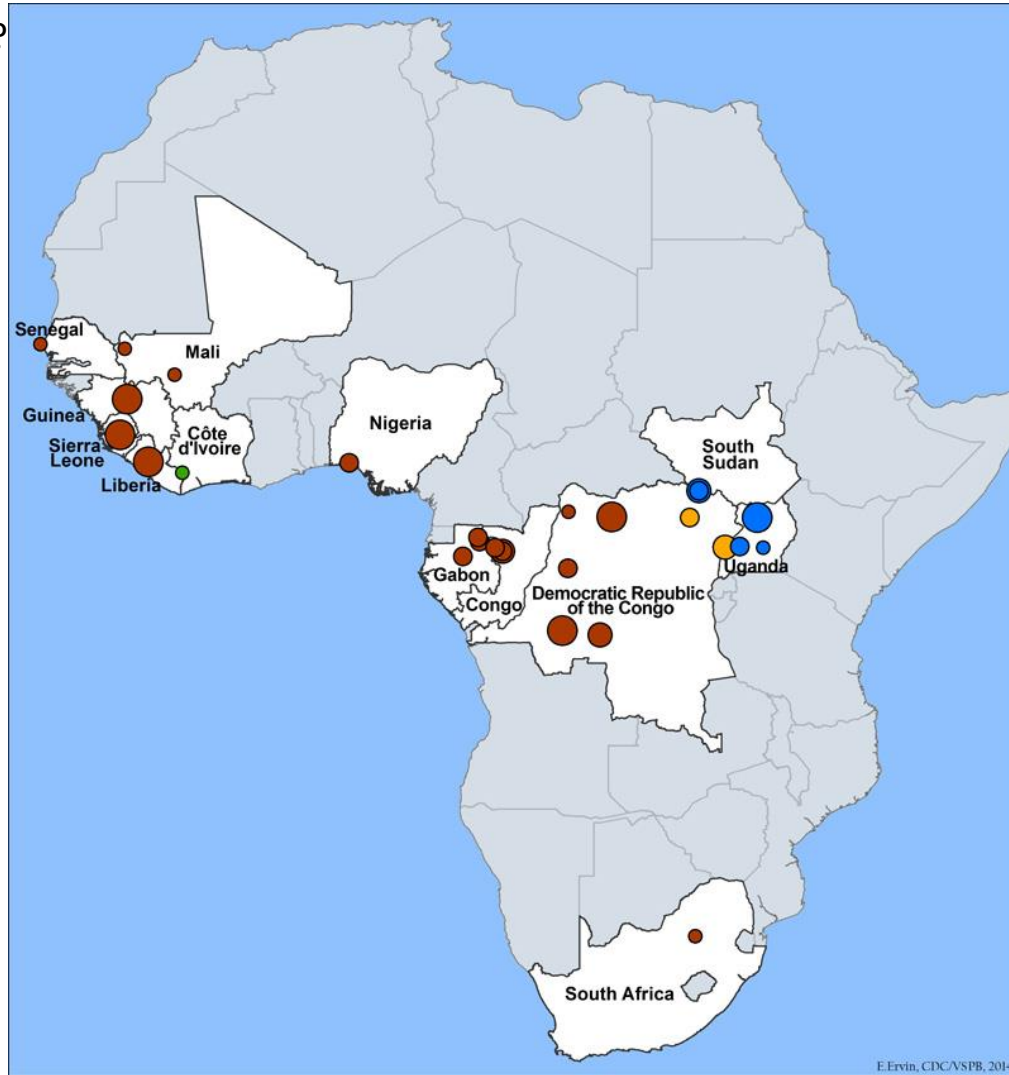 Senegal
Mali
Guinea
Sierra
Leone
Côte
d'Ivoire
Liberia
Nigeria
South
Sudan
Uganda
Gabon
Congo
Democratic Republic
of the Congo
South Africa
E.Ervin, CDC/VSPB, 201